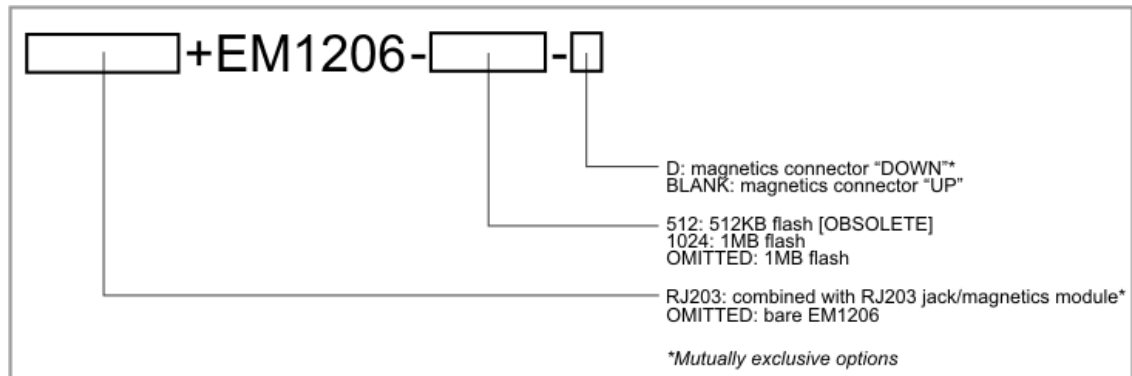 +EM1206- -
D: magnetics connector “DOWN”*
BLANK: magnetics connector “UP”
512: 512KB flash [OBSOLETE]
1024: 1MB flash
OMITTED: 1MB flash
RJ203: combined with RJ203 jack/magnetics module*
OMITTED: bare EM1206
*Mutually exclusive options